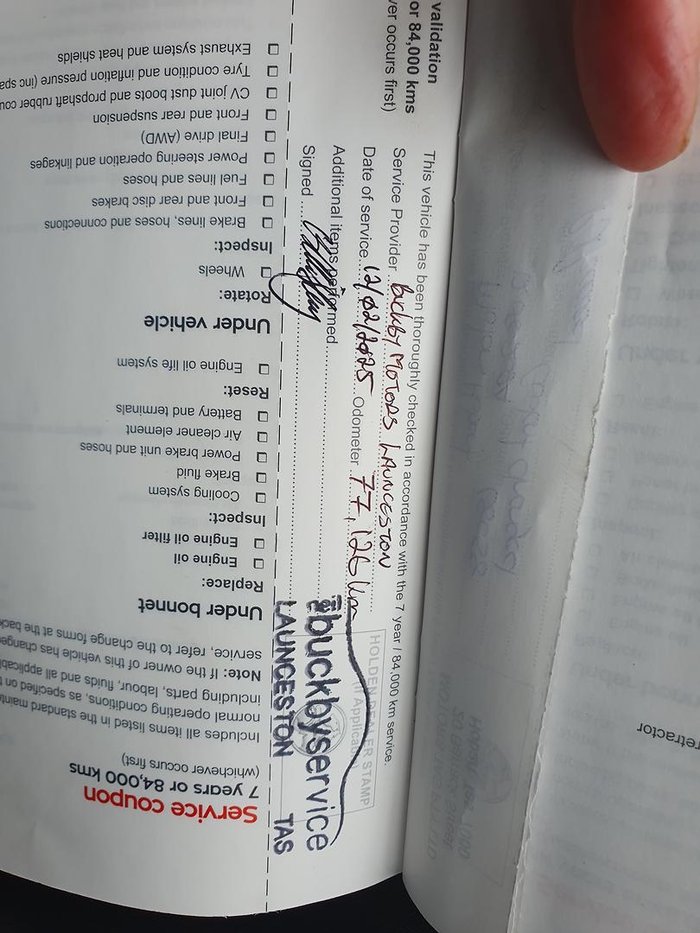 Service coupon
7 years or 84,000 kms
(whichever occurs first)
Includes all items listed in the standard
normal operating conditions, as specified on
including parts, labour, fluids and all
Note: If the owner of this vehicle has
service, refer to the change forms at the back
Under bonnet
Replace:
Engine oil
Engine oil filter
Inspect:
Cooling system
Brake fluid
Power brake unit and hoses
Air cleaner element
Battery and terminals
Reset:
Engine oil life system
Under vehicle
Rotate:
Wheels
Inspect:
Brake lines, hoses and connections
Front and rear disc brakes
Fuel lines and hoses
Power steering operation and linkages
Final drive (AWD)
Front and rear suspension
CV joint dust boots and propshaft rubber
Tyre condition and inflation pressure (inc
Exhaust system and heat shields
validation
or 84,000 kms
ver occurs first)
This vehicle has been thoroughly checked in accordance with the 7 year / 84,000 km service.
Service Provider Buckby Motors Launceston
Date of service 12/02/2025 Odometer 77,126 km
Additional items performed
Signed
HOLDEN DEALER STAMP
buckbyservice
LAUNCESTON TAS
retractor